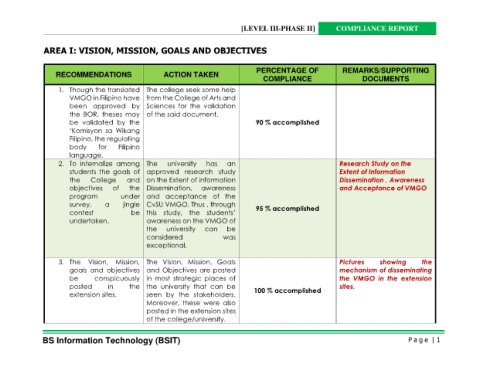 [LEVEL III-PHASE II] COMPLIANCE REPORT
AREA I: VISION, MISSION, GOALS AND OBJECTIVES
RECOMMENDATIONS
ACTION TAKEN
PERCENTAGE OF
COMPLIANCE
REMARKS/SUPPORTING
DOCUMENTS
1. Though the translated
VMGO in Filipino have
been approved by
the BOR, theses may
be validated by the
'Komisyon sa Wikang
Filipino, the regulating
body for Filipino
language.
The college seek some help
from the College of Arts and
Sciences for the validation
of the said document.
90 % accomplished
2. To internalize among
students the goals of
the College and
objectives of the
program under
survey, a jingle
contest be
undertaken.
The university has an
approved research study
on the Extent of information
Dissemination, awareness
and acceptance of the
CvSU VMGO. Thus , through
this study, the students'
awareness on the VMGO of
the university can be
considered was
exceptional.
95 % accomplished
Research Study on the
Extent of Information
Dissemination , Awareness
and Acceptance of VMGO
3. The Vision, Mission,
goals and objectives
be conspicuously
posted in the
extension sites.
The Vision, Mission, Goals
and Objectives are posted
in most strategic places of
the university that can be
seen by the stakeholders.
Moreover, these were also
posted in the extension sites
of the college/university.
100 % accomplished
Pictures showing the
mechanism of disseminating
the VMGO in the extension
sites.
BS Information Technology (BSIT)
Page | 1